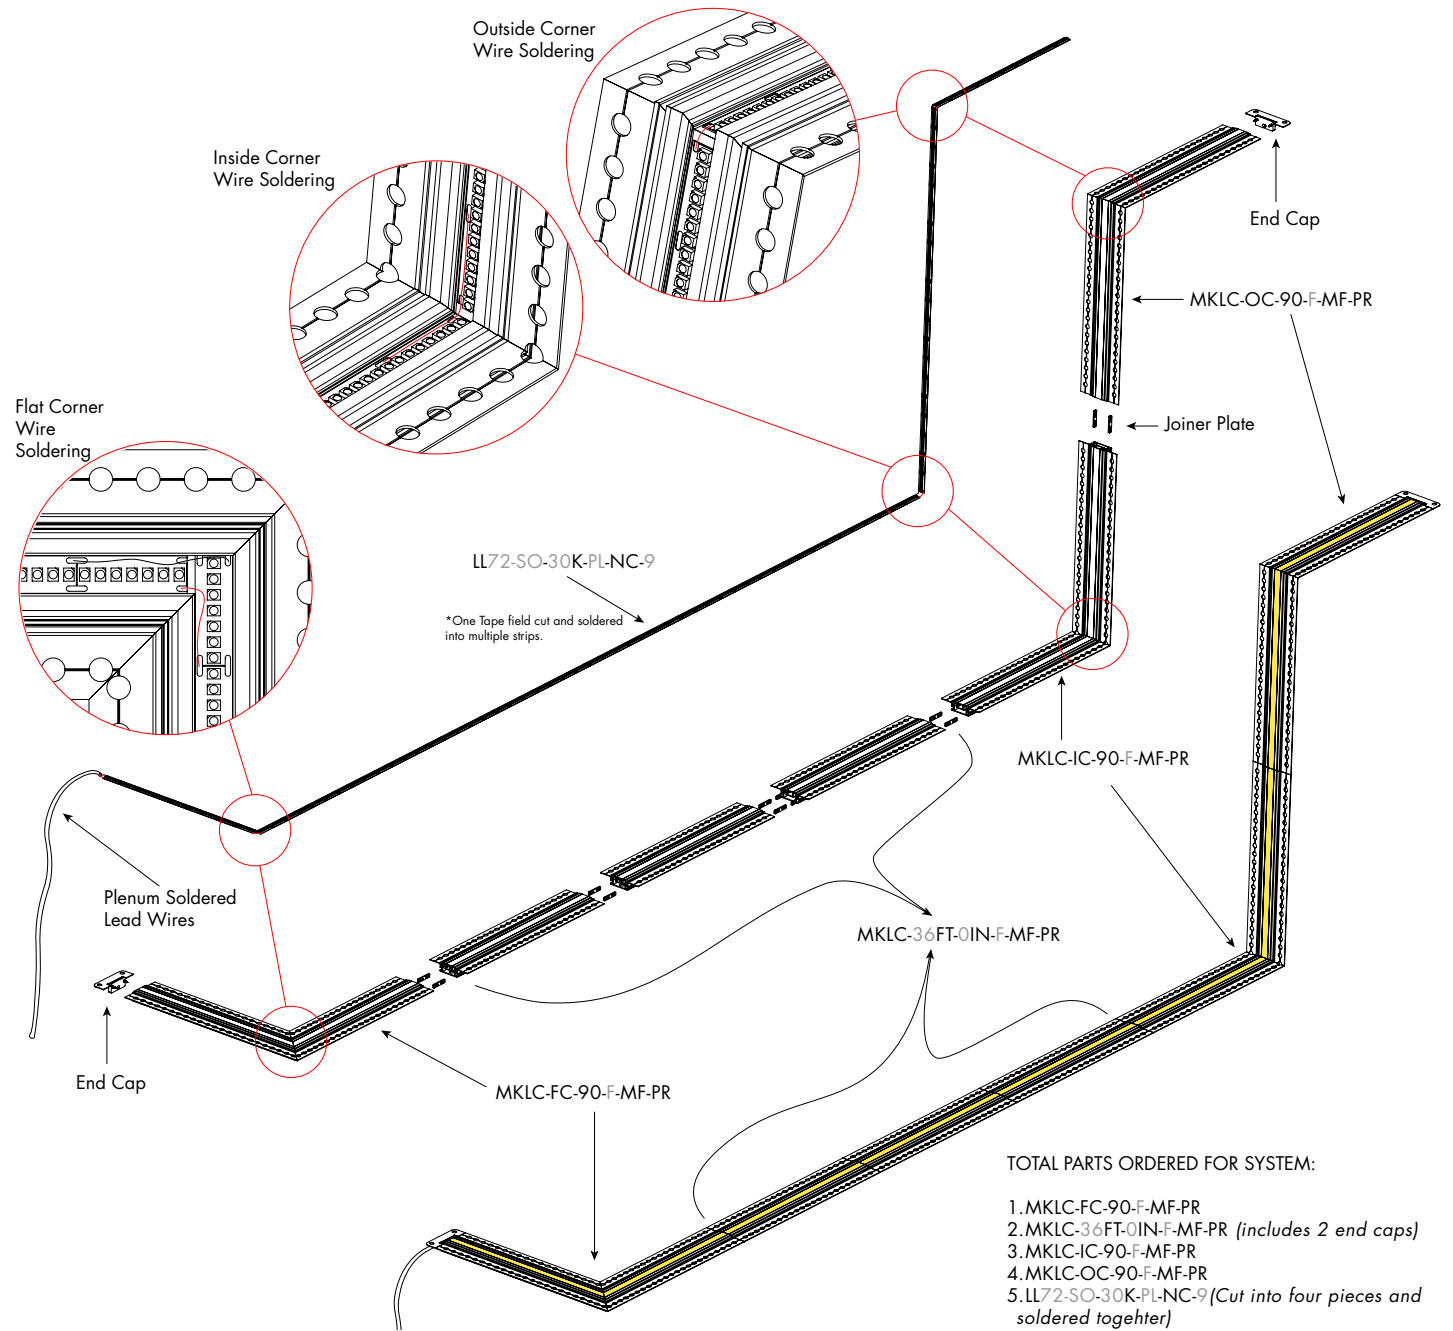 Outside Corner
Wire Soldering
Inside Corner
Wire Soldering
End Cap
MKLC-OC-90-F-MF-PR
Flat Corner
Wire
Soldering
Joiner Plate
LL72-SO-30K-PL-NC-9
*One Tape field cut and soldered
into multiple strips.
MKLC-IC-90-F-MF-PR
Plenum Soldered
Lead Wires
MKLC-36FT-0IN-F-MF-PR
End Cap
MKLC-FC-90-F-MF-PR
TOTAL PARTS ORDERED FOR SYSTEM:
1.MKLC-FC-90-F-MF-PR
2.MKLC-36FT-0IN-F-MF-PR (includes 2 end caps)
3.MKLC-IC-90-F-MF-PR
4.MKLC-OC-90-F-MF-PR
5.LL72-SO-30K-PL-NC-9(Cut into four pieces and
soldered togehter)